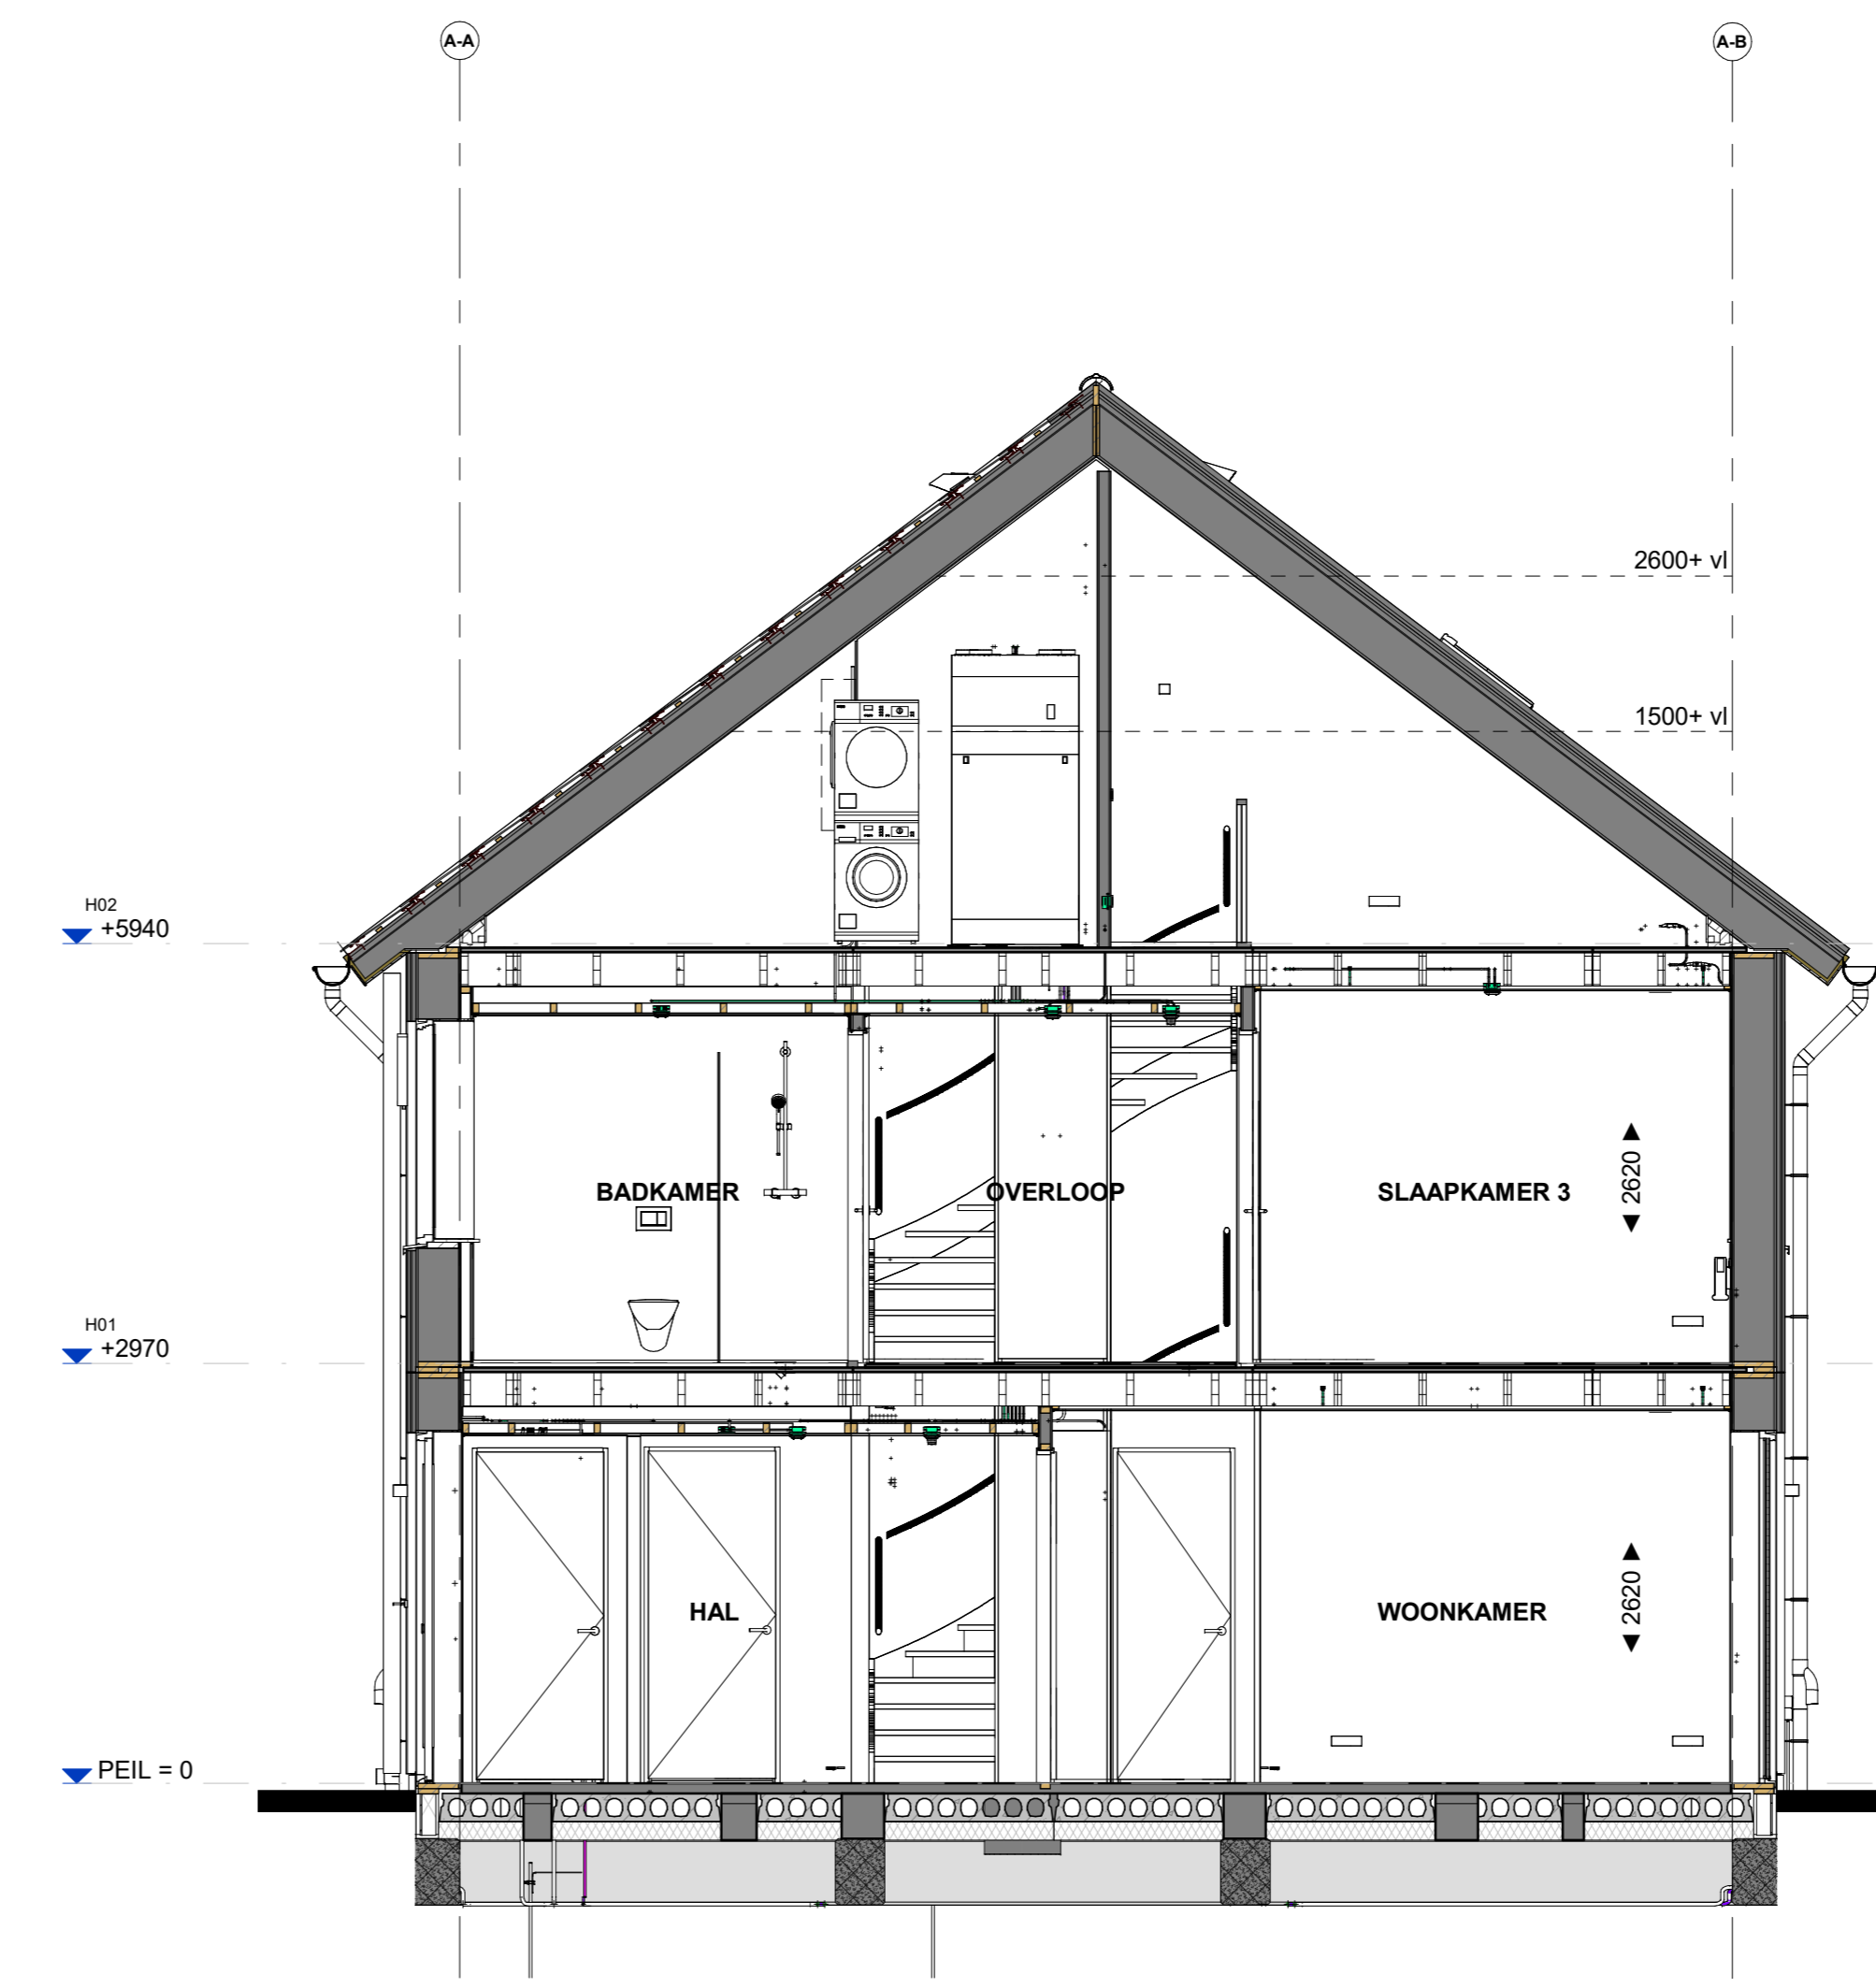 A-A
A-B
2600+ vl
1500+ vl
H02
+5940
BADKAMER
OVERLOOP
SLAAPKAMER 3
2620
H01
+2970
HAL
WOONKAMER
2620
PEIL = 0